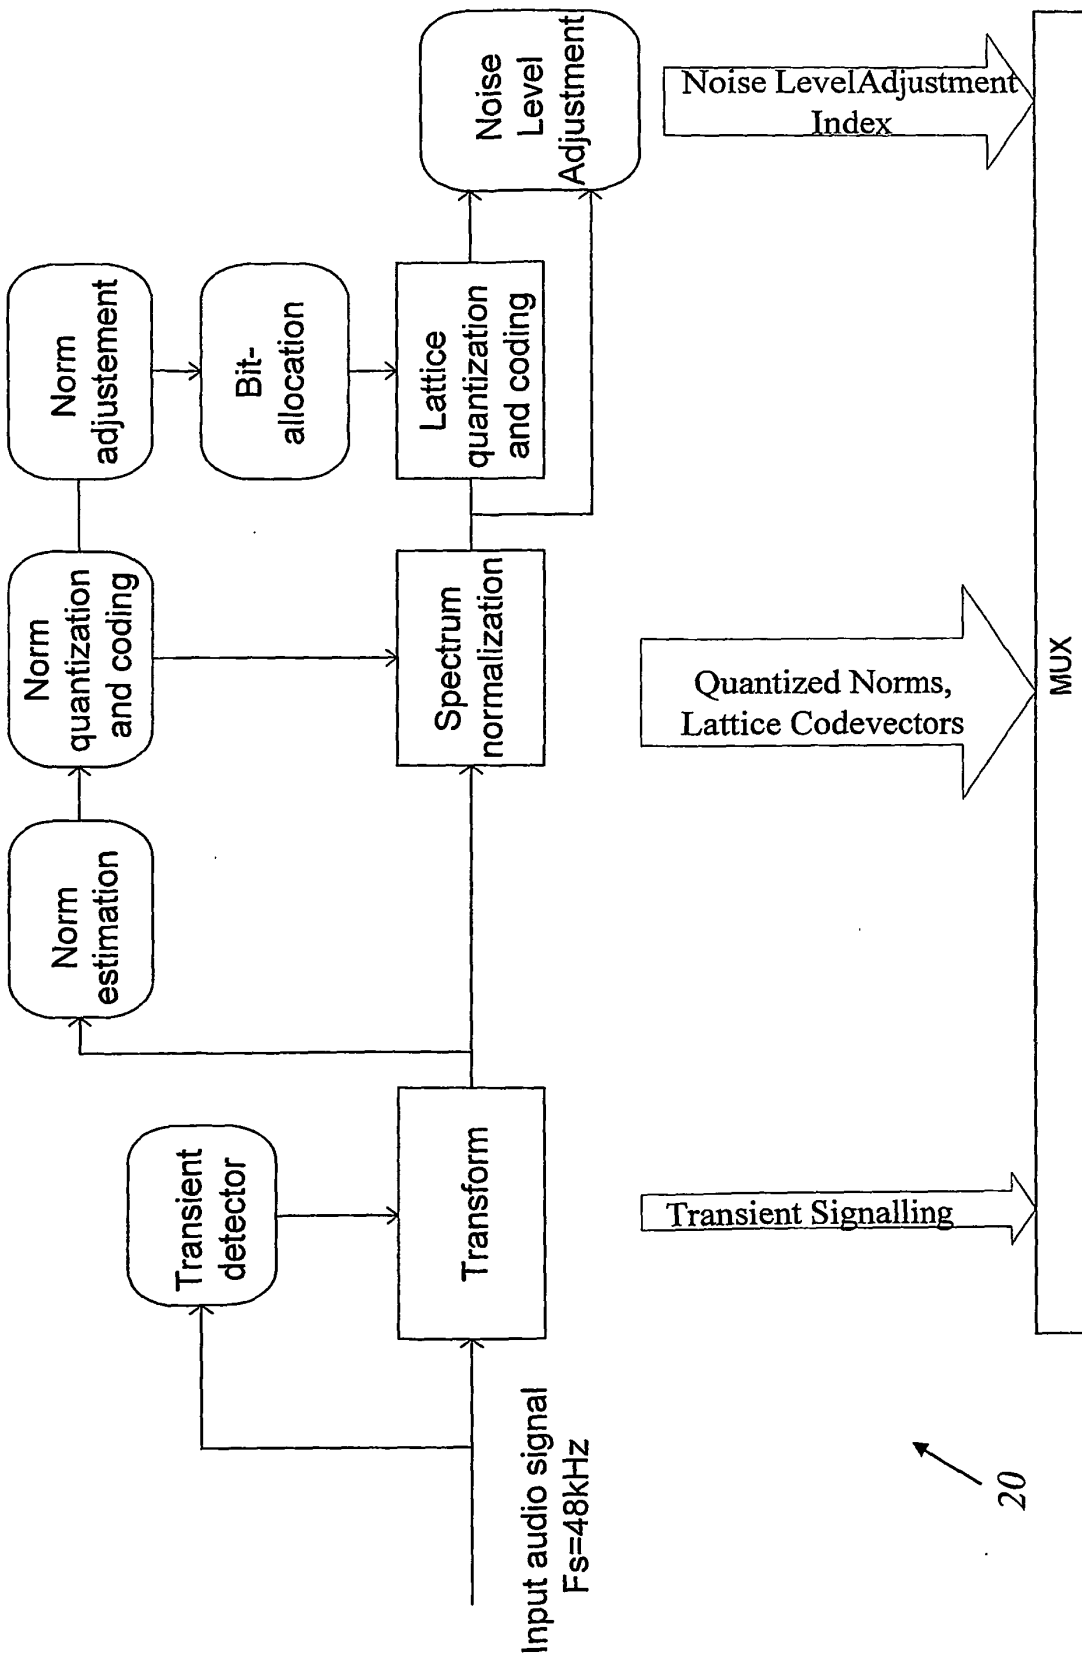 Input audio signal
Fs=48kHz
Transient
detector
Transform
Norm
estimation
Norm
quantization
and coding
Spectrum
normalization
Norm
adjustement
Bit-
allocation
Lattice
quantization
and coding
Noise
Level
Adjustment
Transient Signalling
Quantized Norms,
Lattice Codevectors
Noise LevelAdjustment
Index
MUX
20